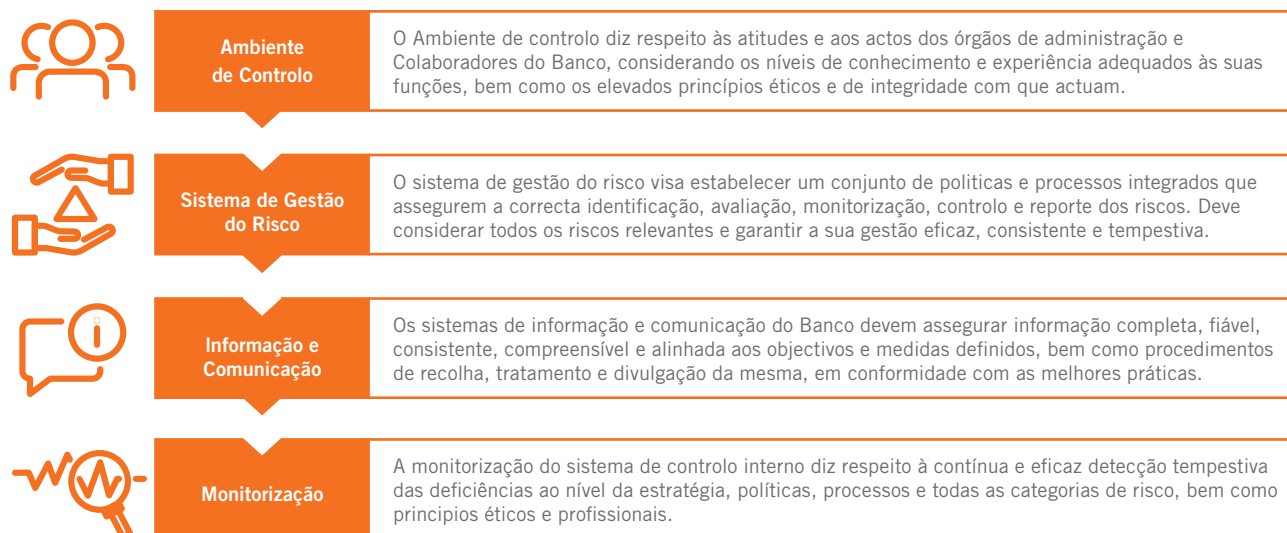 Ambiente
de Controlo
O Ambiente de controlo diz respeito às atitudes e aos actos dos órgãos de administração e
Colaboradores do Banco, considerando os níveis de conhecimento e experiência adequados às suas
funções, bem como os elevados princípios éticos e de integridade com que actuam.
Sistema de Gestão
do Risco
O sistema de gestão do risco visa estabelecer um conjunto de politicas e processos integrados que
assegurem a correcta identificação, avaliação, monitorização, controlo e reporte dos riscos. Deve
considerar todos os riscos relevantes e garantir a sua gestão eficaz, consistente e tempestiva.
Informação e
Comunicação
Os sistemas de informação e comunicação do Banco devem assegurar informação completa, fiável,
consistente, compreensível e alinhada aos objectivos e medidas definidos, bem como procedimentos
de recolha, tratamento e divulgação da mesma, em conformidade com as melhores práticas.
Monitorização
A monitorização do sistema de controlo interno diz respeito à contínua e eficaz detecção tempestiva
das deficiências ao nível da estratégia, políticas, processos e todas as categorias de risco, bem como
principios éticos e profissionais.